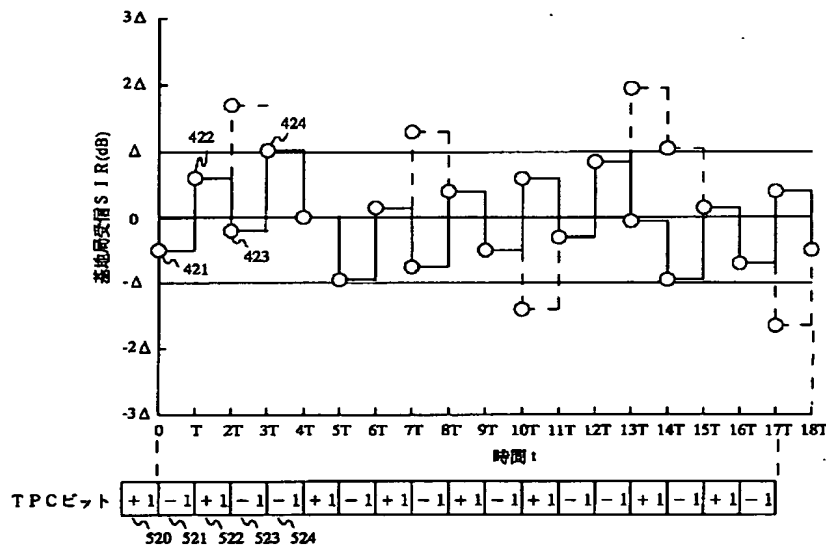 3Δ
2Δ
Δ
0
-Δ
-2Δ
-3Δ
基地局受信SIR(dB)
422
424
421
423
0 T 2T 3T 4T 5T 6T 7T 8T 9T 10T 11T 12T 13T 14T 15T 16T 17T 18T
時間 t
TPCビット +1 -1 +1 -1 -1 +1 -1 +1 -1 +1 -1 +1 -1 -1 +1 -1 +1 -1
520 521 522 523 524